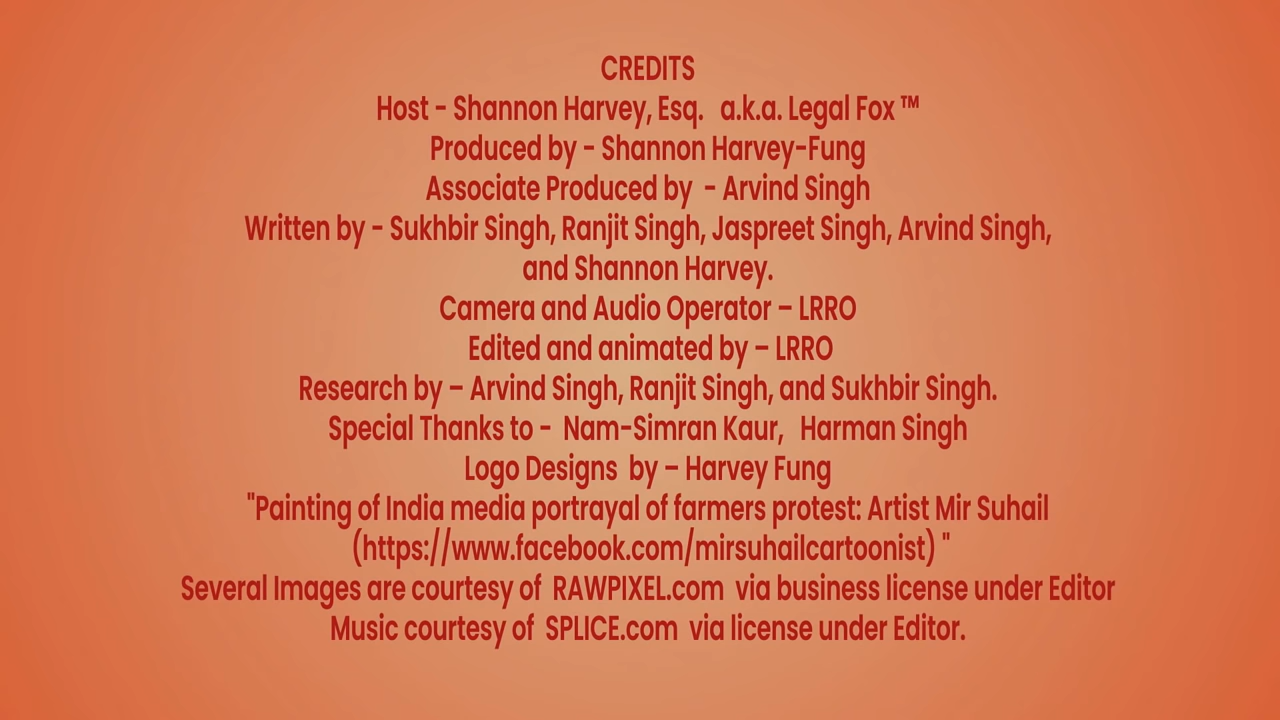 CREDITS
Host - Shannon Harvey, Esq. a.k.a. Legal Fox ™
Produced by - Shannon Harvey-Fung
Associate Produced by - Arvind Singh
Written by - Sukhbir Singh, Ranjit Singh, Jaspreet Singh, Arvind Singh,
and Shannon Harvey.
Camera and Audio Operator – LRRO
Edited and animated by – LRRO
Research by – Arvind Singh, Ranjit Singh, and Sukhbir Singh.
Special Thanks to - Nam-Simran Kaur, Harman Singh
Logo Designs by – Harvey Fung
"Painting of India media portrayal of farmers protest: Artist Mir Suhail
(https://www.facebook.com/mirsuhailcartoonist) "
Several Images are courtesy of RAWPIXEL.com via business license under Editor
Music courtesy of SPLICE.com via license under Editor.